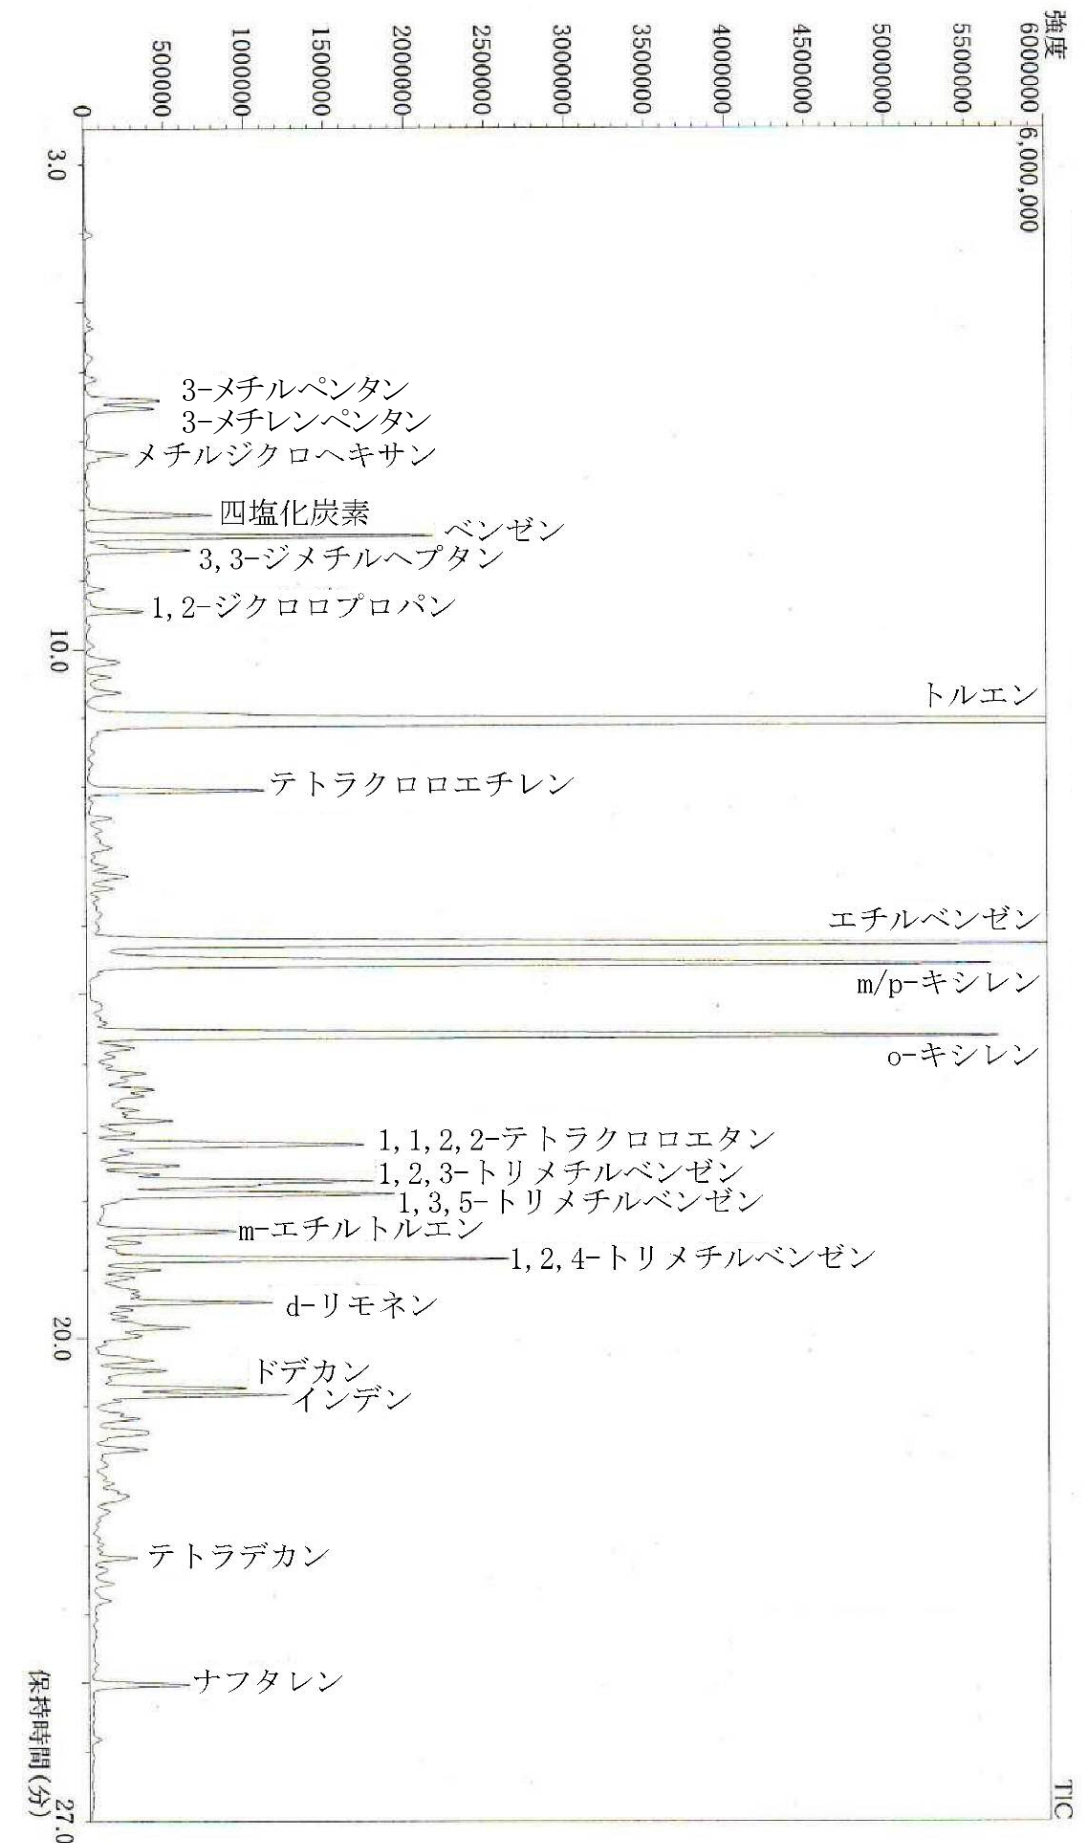 強度
6000000
5500000
5000000
4500000
4000000
3500000
3000000
2500000
2000000
1500000
1000000
500000
0
6,000,000
TIC
3.0
10.0
20.0
27.0
保持時間(分)
3-メチルペンタン
3-メチレンペンタン
メチルジクロヘキサン
四塩化炭素
ベンゼン
3,3-ジメチルヘプタン
1,2-ジクロロプロパン
トルエン
テトラクロロエチレン
エチルベンゼン
m/p-キシレン
o-キシレン
1,1,2,2-テトラクロロエタン
1,2,3-トリメチルベンゼン
1,3,5-トリメチルベンゼン
m-エチルトルエン
1,2,4-トリメチルベンゼン
d-リモネン
ドデカン
インデン
テトラデカン
ナフタレン